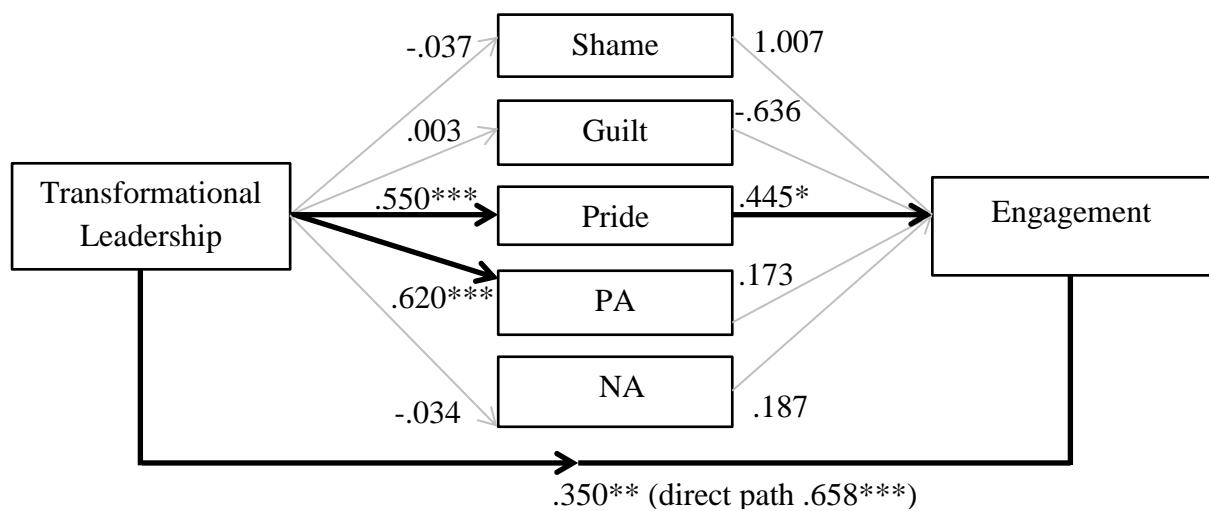 Shame
-.037
1.007
Guilt
.003
-.636
Transformational
Leadership
.550***
Pride
.445*
Engagement
.620***
PA
.173
NA
-.034
.187
.350** (direct path .658***)